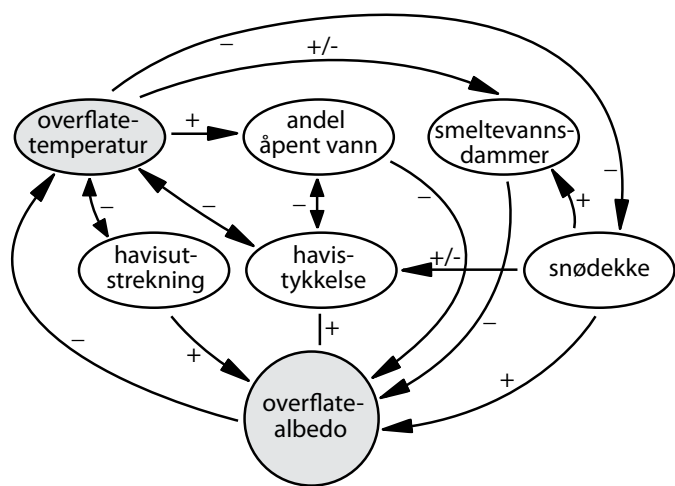 –
+/-
overflate-
temperatur
+
andel
åpent vann
smeltevanns-
dammer
–
–
–
–
–
+
havisut-
strekning
havis-
tykkelse
+/-
snødekke
–
+
+
–
+
overflate-
albedo